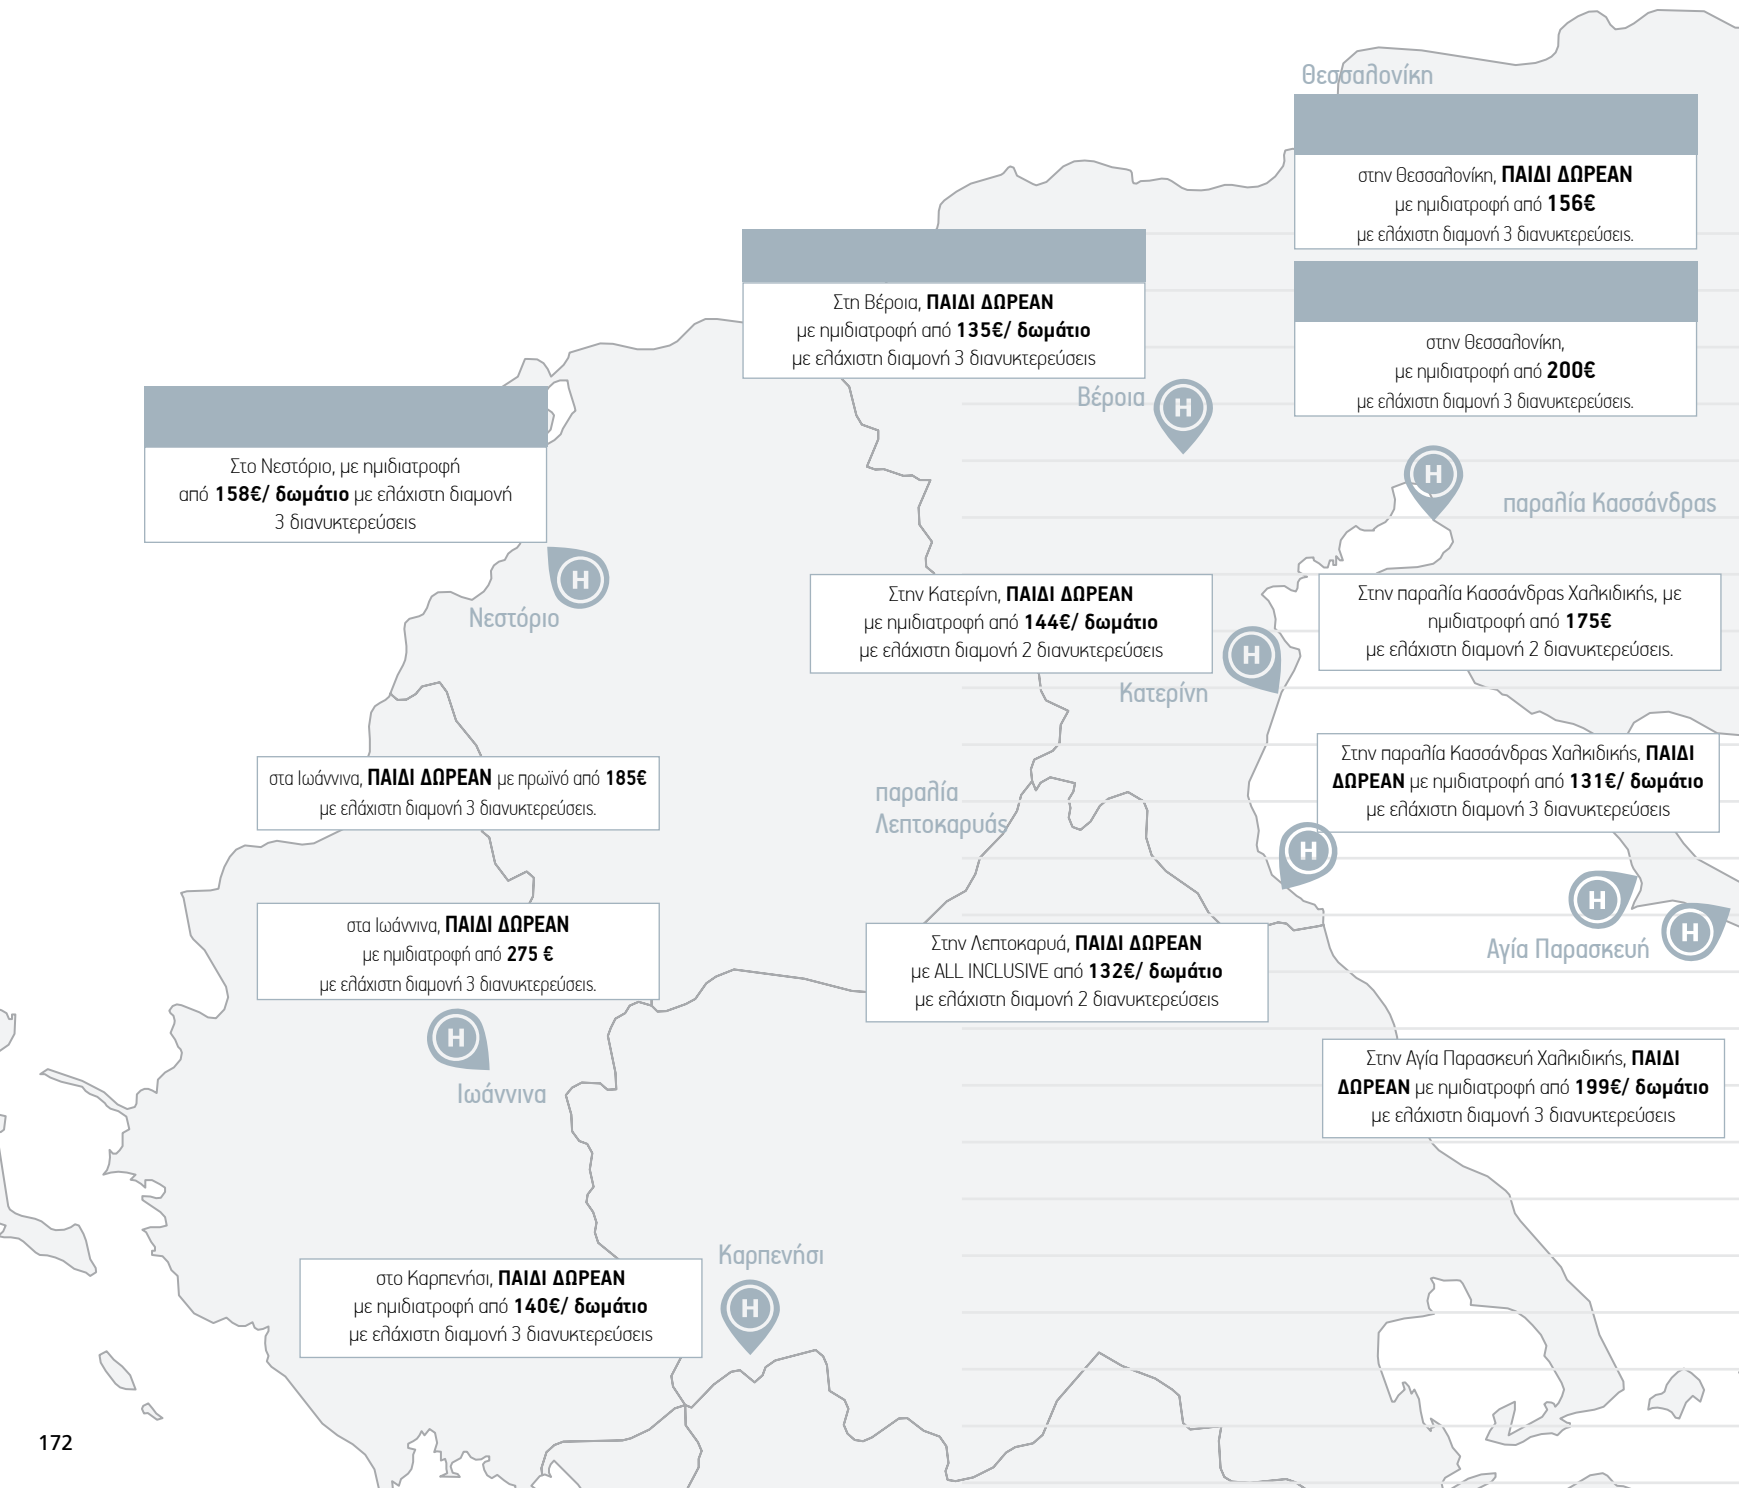 Θεσσαλονίκη
στην Θεσσαλονίκη, ΠΑΙΔΙ ΔΩΡΕΑΝ
με ημιδιατροφή από 156€
με ελάχιστη διαμονή 3 διανυκτερεύσεις.
στην Θεσσαλονίκη,
με ημιδιατροφή από 200€
με ελάχιστη διαμονή 3 διανυκτερεύσεις.
Στη Βέροια, ΠΑΙΔΙ ΔΩΡΕΑΝ
με ημιδιατροφή από 135€/ δωμάτιο
με ελάχιστη διαμονή 3 διανυκτερεύσεις
Βέροια
H
Στο Νεστόριο, με ημιδιατροφή
από 158€/ δωμάτιο με ελάχιστη διαμονή
3 διανυκτερεύσεις
H
Νεστόριο
H
παραλία Κασσάνδρας
Στην Κατερίνη, ΠΑΙΔΙ ΔΩΡΕΑΝ
με ημιδιατροφή από 144€/ δωμάτιο
με ελάχιστη διαμονή 2 διανυκτερεύσεις
H
Κατερίνη
Στην παραλία Κασσάνδρας Χαλκιδικής, με
ημιδιατροφή από 175€
με ελάχιστη διαμονή 2 διανυκτερεύσεις.
Στην παραλία Κασσάνδρας Χαλκιδικής, ΠΑΙΔΙ
ΔΩΡΕΑΝ με ημιδιατροφή από 131€/ δωμάτιο
με ελάχιστη διαμονή 3 διανυκτερεύσεις
στα Ιωάννινα, ΠΑΙΔΙ ΔΩΡΕΑΝ με πρωϊνό από 185€
με ελάχιστη διαμονή 3 διανυκτερεύσεις.
παραλία
Λεπτοκαρυάς
H
H
H
Αγία Παρασκευή
στα Ιωάννινα, ΠΑΙΔΙ ΔΩΡΕΑΝ
με ημιδιατροφή από 275 €
με ελάχιστη διαμονή 3 διανυκτερεύσεις.
H
Ιωάννινα
Στην Λεπτοκαρυά, ΠΑΙΔΙ ΔΩΡΕΑΝ
με ALL INCLUSIVE από 132€/ δωμάτιο
με ελάχιστη διαμονή 2 διανυκτερεύσεις
Στην Αγία Παρασκευή Χαλκιδικής, ΠΑΙΔΙ
ΔΩΡΕΑΝ με ημιδιατροφή από 199€/ δωμάτιο
με ελάχιστη διαμονή 3 διανυκτερεύσεις
στο Καρπενήσι, ΠΑΙΔΙ ΔΩΡΕΑΝ
με ημιδιατροφή από 140€/ δωμάτιο
με ελάχιστη διαμονή 3 διανυκτερεύσεις
Καρπενήσι
H
172